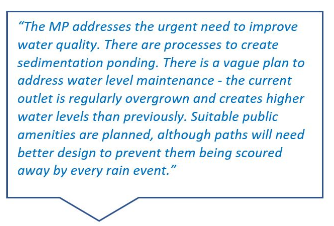 “The MP addresses the urgent need to improve
water quality. There are processes to create
sedimentation ponding. There is a vague plan to
address water level maintenance - the current
outlet is regularly overgrown and creates higher
water levels than previously. Suitable public
amenities are planned, although paths will need
better design to prevent them being scoured
away by every rain event.”